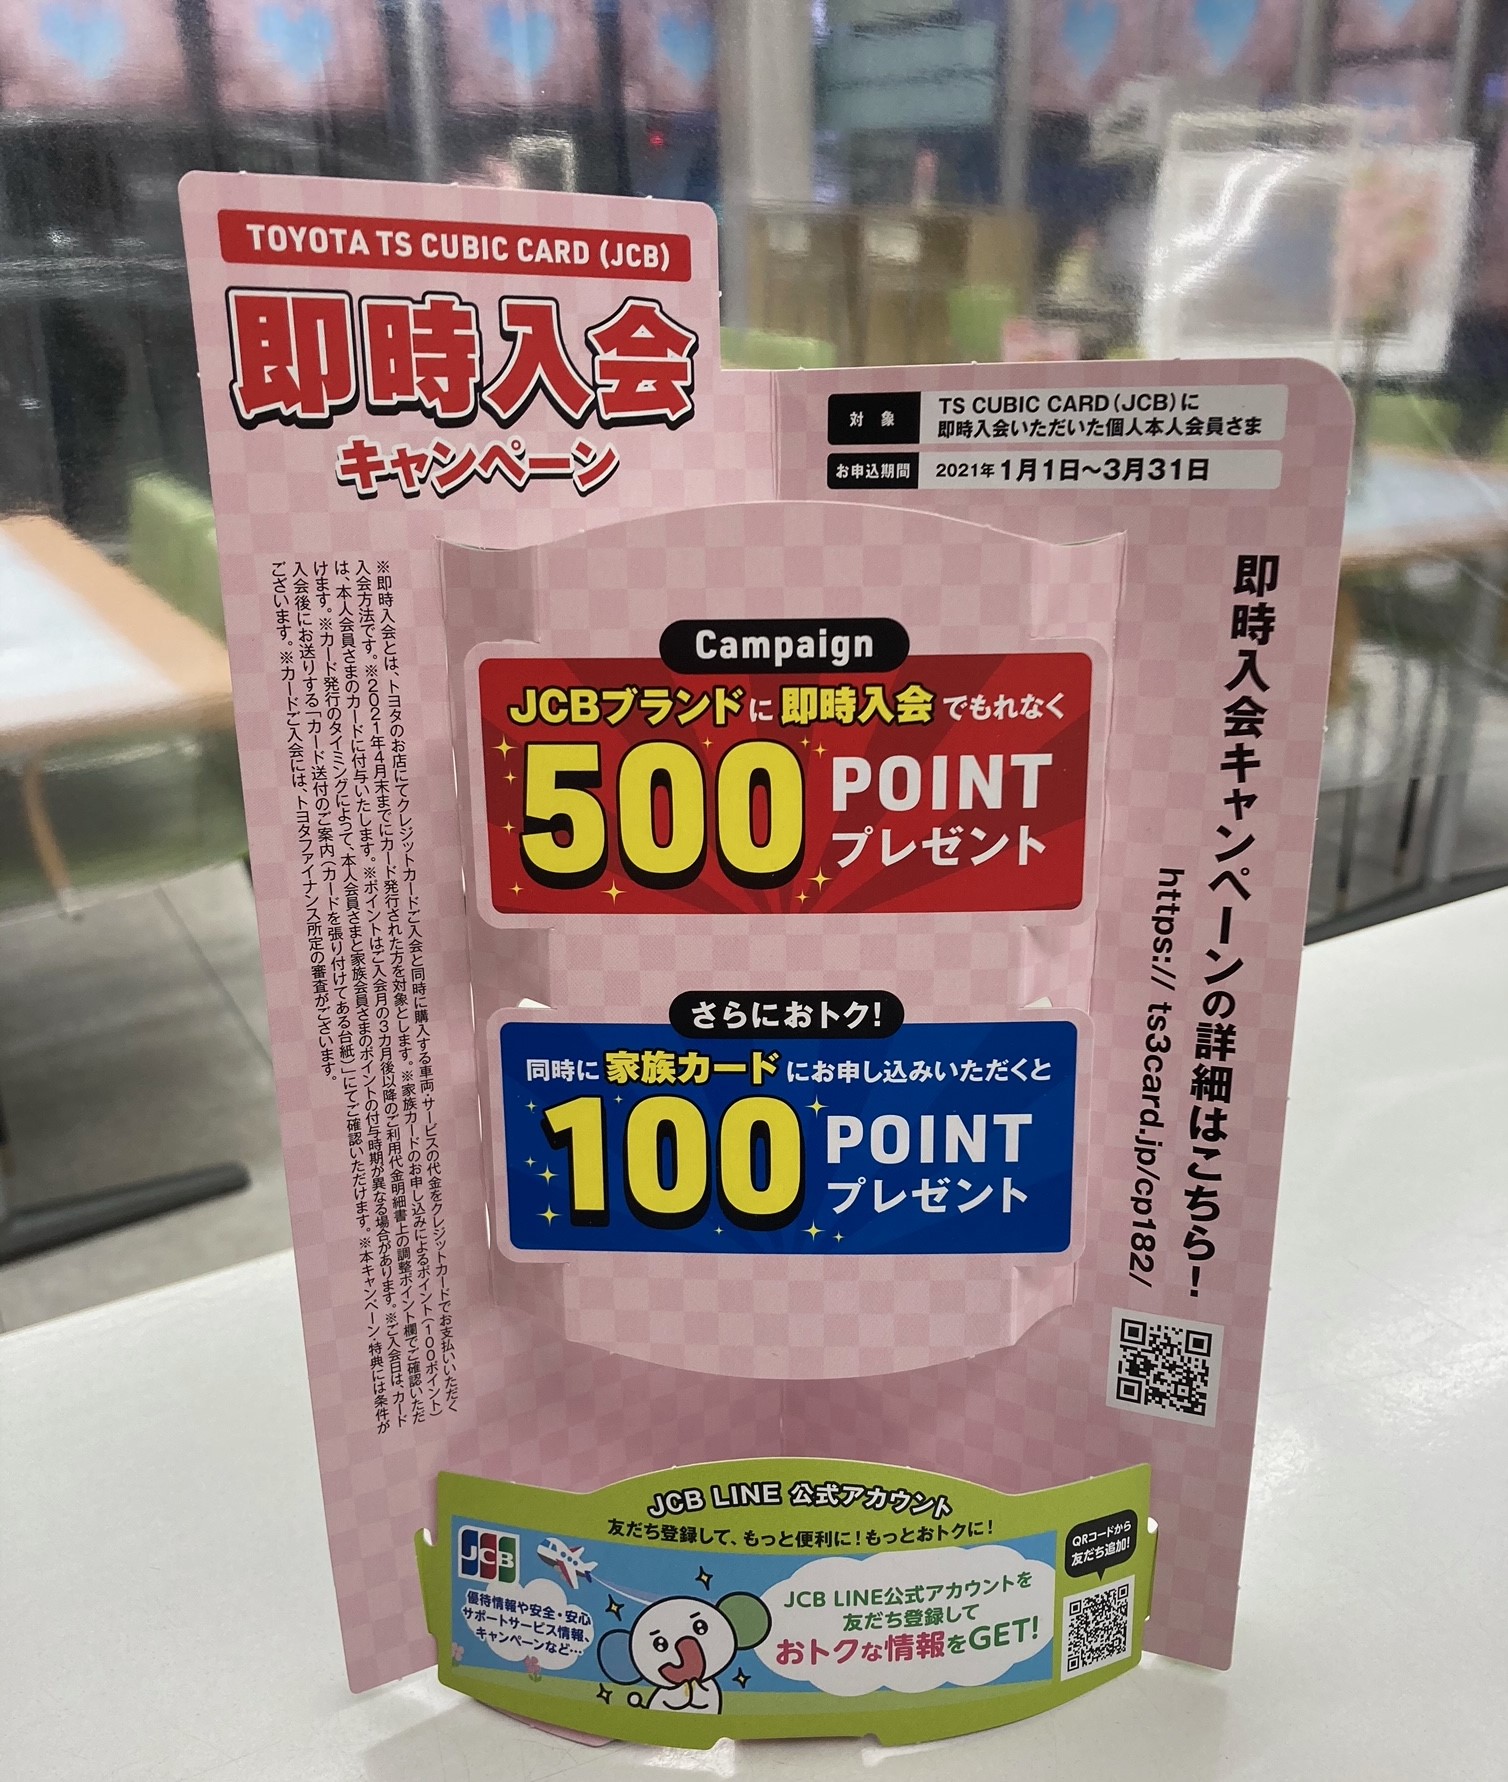 TOYOTA TS CUBIC CARD (JCB)
即時入会
キャンペーン
対象
TS CUBIC CARD(JCB)に
即時入会いただいた個人本人会員さま
お申込期間
2021年1月1日〜3月31日
Campaign
JCBブランドに即時入会でもれなく
500
POINT
プレゼント
さらにおトク!
同時に家族カードにお申し込みいただくと
100
POINT
プレゼント
即時入会キャンペーンの詳細はこちら!
https:// ts3card.jp/cp182/
※即時入会とは、トヨタのお店にてクレジットカードご入会と同時に購入する車両・サービスの代金をクレジットカードでお支払いいただく
入会方法です。※2021年4月末までにカード発行された方を対象とします。※家族カードのお申し込みによるポイント(100ポイント)
は、本人会員さまのカードに付与いたします。※ポイントはご入会月の3カ月後以降のご利用代金明細書上の調整ポイント欄でご確認いただ
けます。※カード発行のタイミングによって、本人会員さまと家族会員さまのポイントの付与時期が異なる場合があります。※ご入会日は、カード
入会後にお送りする「カード送付のご案内(カードを張り付けてある台紙)」にてご確認いただけます。※本キャンペーン・特典には条件が
ございます。※カードご入会には、トヨタファイナンス所定の審査がございます。
JCB LINE 公式アカウント
友だち登録して、もっと便利に!もっとおトクに!
JCB
優待情報や安全・安心
サポートサービス情報、
キャンペーンなど…
JCB LINE公式アカウントを
友だち登録して
おトクな情報をGET!
QRコードから
友だち追加!